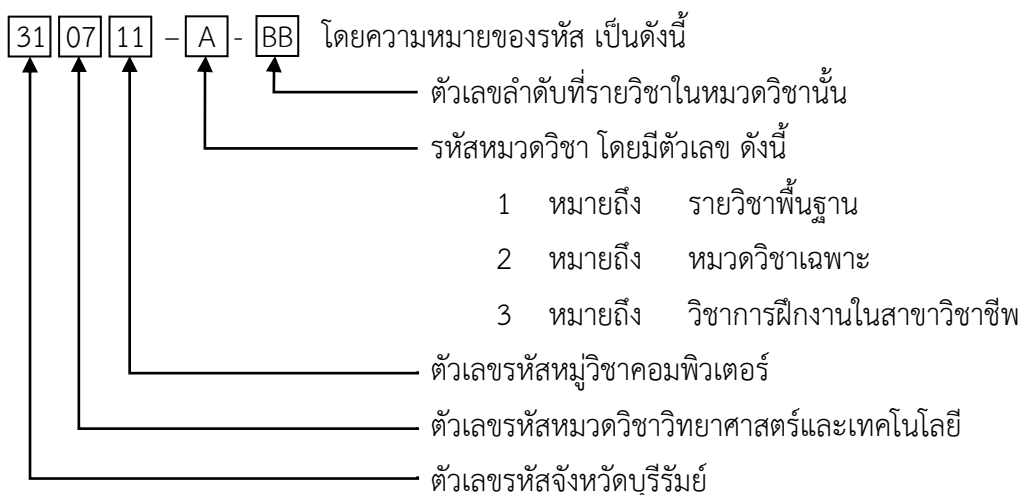 31 07 11 – A - BB โดยความหมายของรหัส เป็นดังนี้
ตัวเลขลำดับที่รายวิชาในหมวดวิชานั้น
รหัสหมวดวิชา โดยมีตัวเลข ดังนี้
1 หมายถึง รายวิชาพื้นฐาน
2 หมายถึง หมวดวิชาเฉพาะ
3 หมายถึง วิชาการฝึกงานในสาขาวิชาชีพ
ตัวเลขรหัสหมู่วิชาคอมพิวเตอร์
ตัวเลขรหัสหมวดวิชาวิทยาศาสตร์และเทคโนโลยี
ตัวเลขรหัสจังหวัดบุรีรัมย์